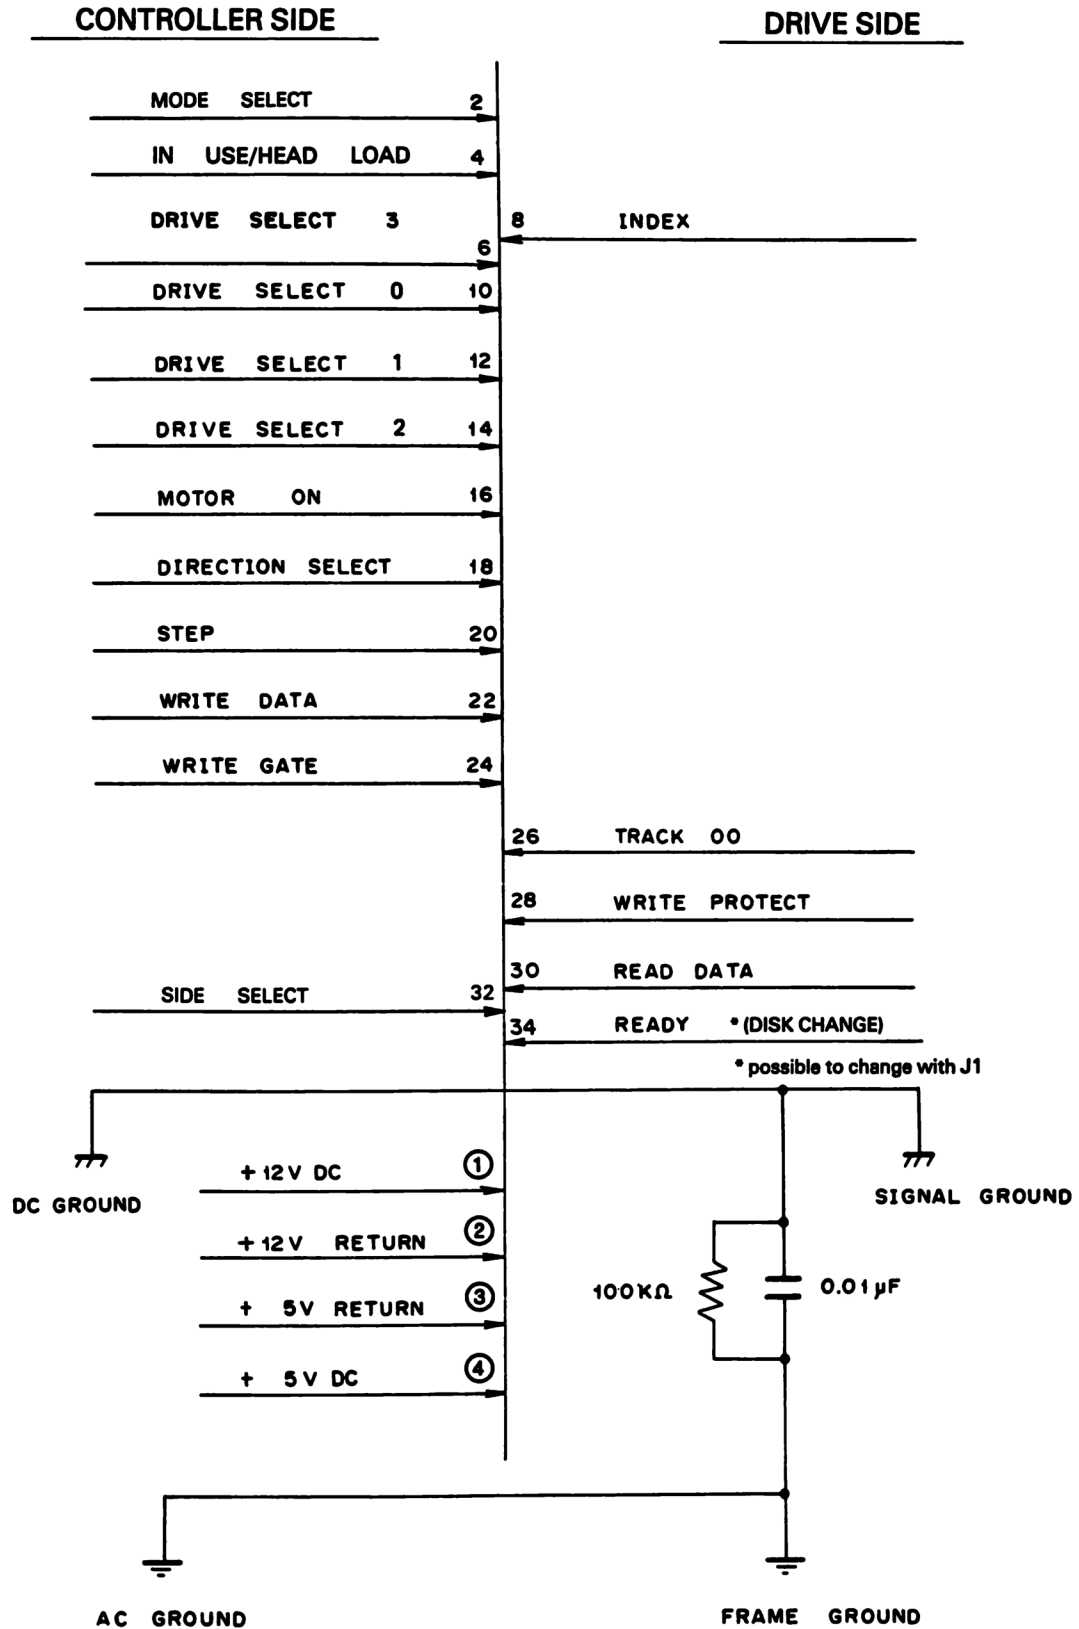 CONTROLLER SIDE
DRIVE SIDE
MODE SELECT 2
IN USE/HEAD LOAD 4
DRIVE SELECT 3
8 INDEX
6
DRIVE SELECT 0 10
DRIVE SELECT 1 12
DRIVE SELECT 2 14
MOTOR ON 16
DIRECTION SELECT 18
STEP 20
WRITE DATA 22
WRITE GATE 24
26 TRACK 00
28 WRITE PROTECT
30 READ DATA
SIDE SELECT 32
34 READY * (DISK CHANGE)
* possible to change with J1
+12V DC ①
DC GROUND
SIGNAL GROUND
+12V RETURN ②
+ 5V RETURN ③
100KΩ
0.01μF
+ 5V DC ④
AC GROUND
FRAME GROUND